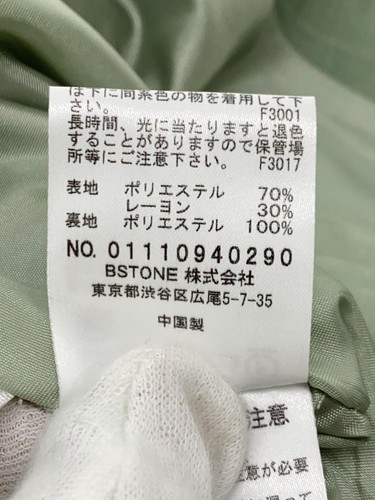 は下に同系色の物を着用して下
さい。 F3001
長時間、光に当たりますと退色
することがありますので保管場
所等にご注意下さい。 F3017
表地 ポリエステル 70%
レーヨン 30%
裏地 ポリエステル 100%
NO. 01110940290
BSTONE 株式会社
東京都渋谷区広尾5-7-35
中国製
注意
意が必要